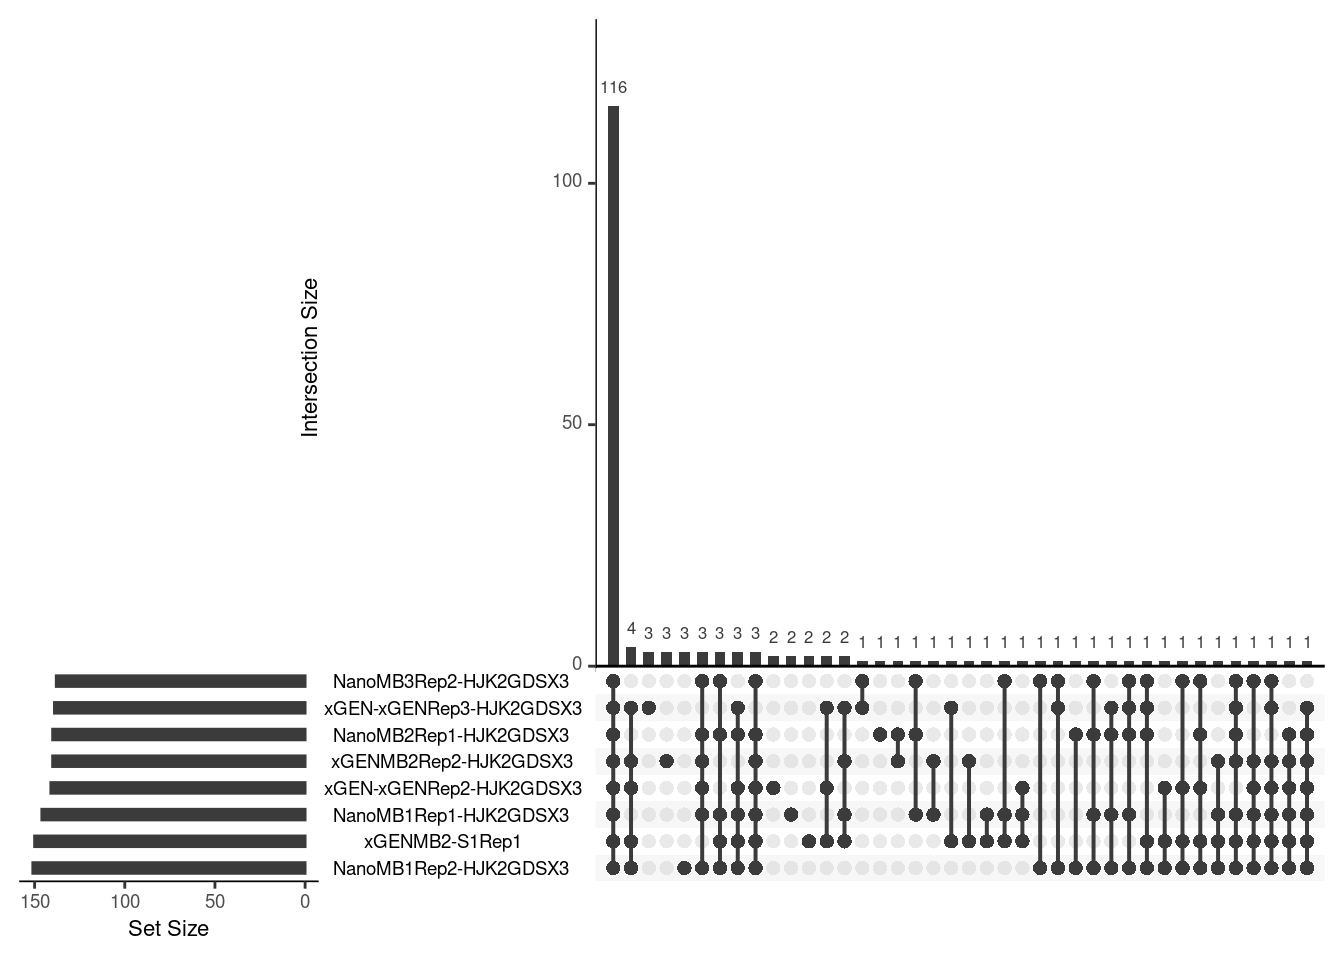 116
100
Intersection Size
50
4 3 3 3 3 3 3 3 2 2 2 2 2 1 1 1 1 1 1 1 1 1 1 1 1 1 1 1 1 1 1 1 1 1 1 1 1 1 1
0
NanoMB3Rep2-HJK2GDSX3
xGEN-xGENRep3-HJK2GDSX3
NanoMB2Rep1-HJK2GDSX3
xGENMB2Rep2-HJK2GDSX3
xGEN-xGENRep2-HJK2GDSX3
NanoMB1Rep1-HJK2GDSX3
xGENMB2-S1Rep1
NanoMB1Rep2-HJK2GDSX3
150 100 50 0
Set Size